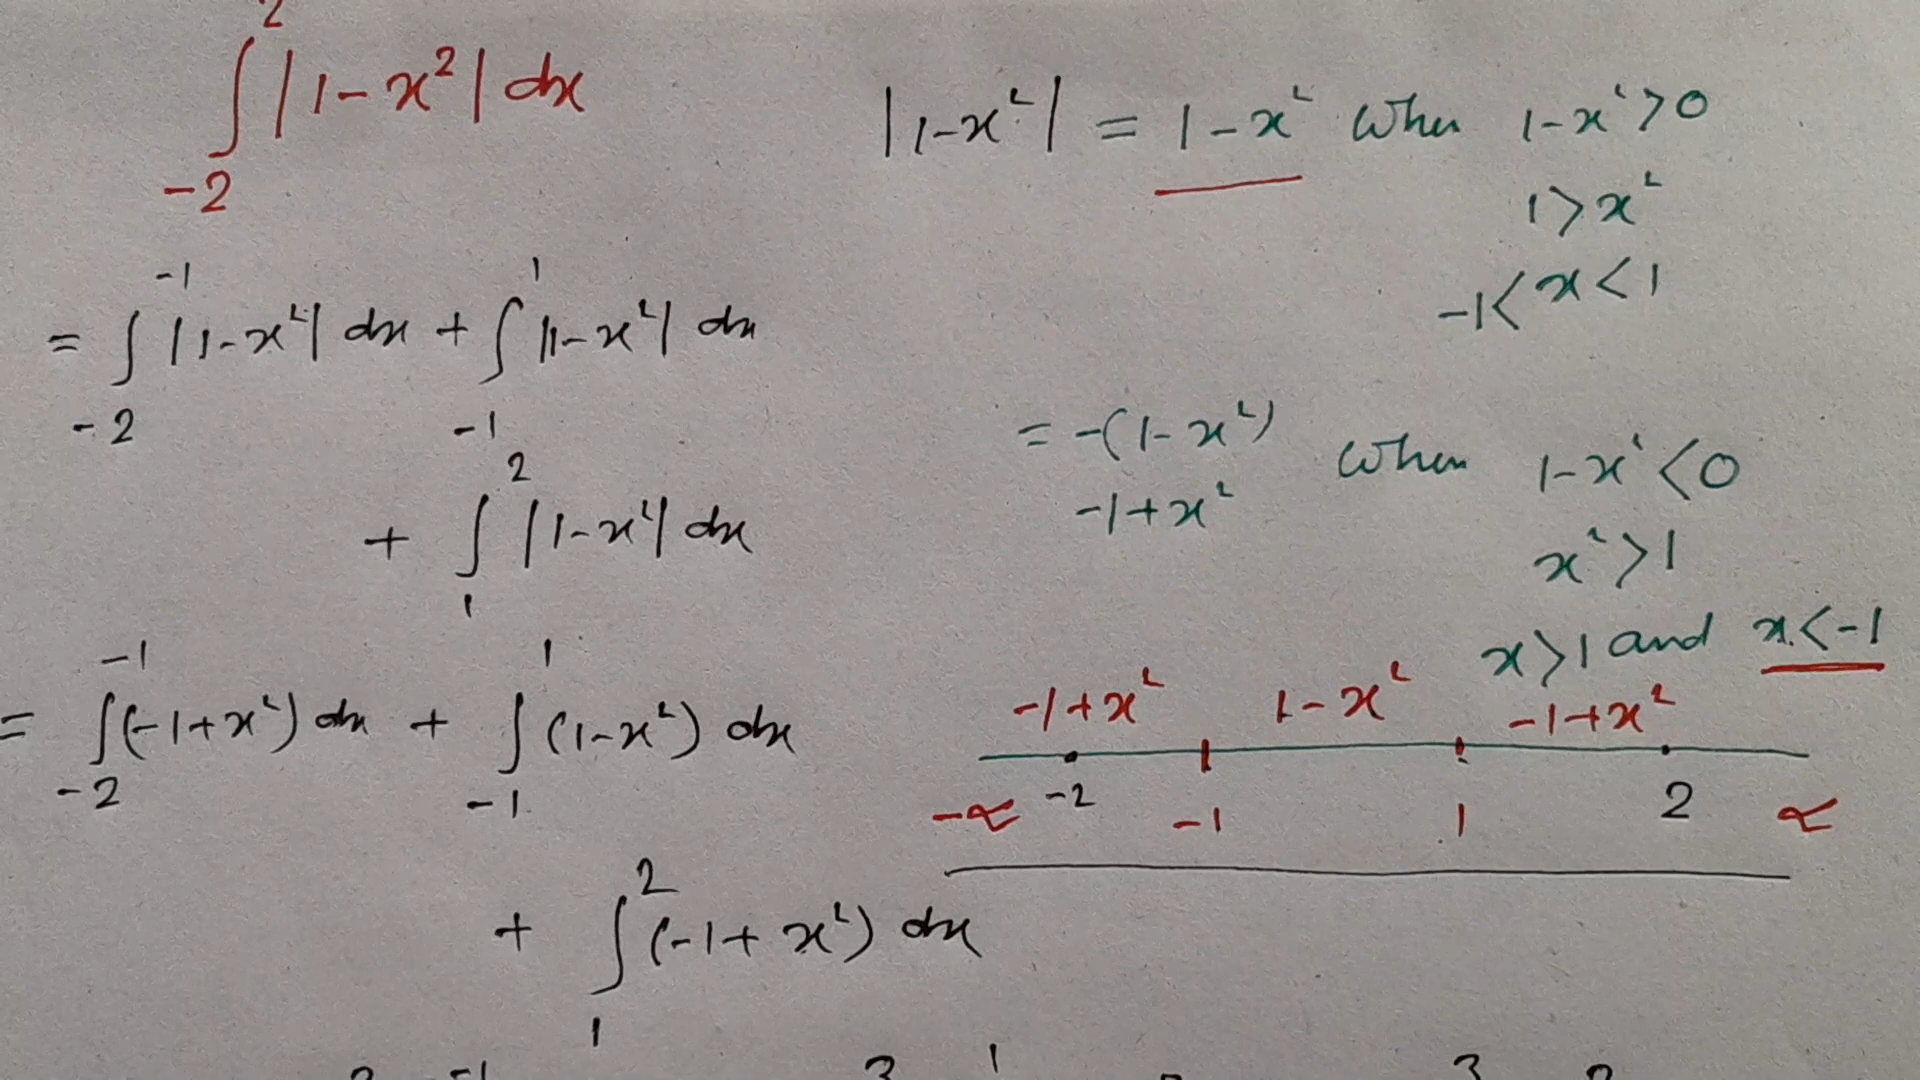 ∫_{-2}^{2} |1-x²| dx
= ∫_{-2}^{-1} |1-x²| dx + ∫_{-1}^{1} |1-x²| dx
+ ∫_{1}^{2} |1-x²| dx
= ∫_{-2}^{-1} (-1+x²) dx + ∫_{-1}^{1} (1-x²) dx
+ ∫_{1}^{2} (-1+x²) dx
|1-x²| = 1-x² when 1-x²>0
1>x²
-1<x<1
= -(1-x²) when 1-x²<0
-1+x²
x²>1
x>1 and x<-1
-1+x² 1-x² -1+x²
-∝ -2 -1 1 2 ∝